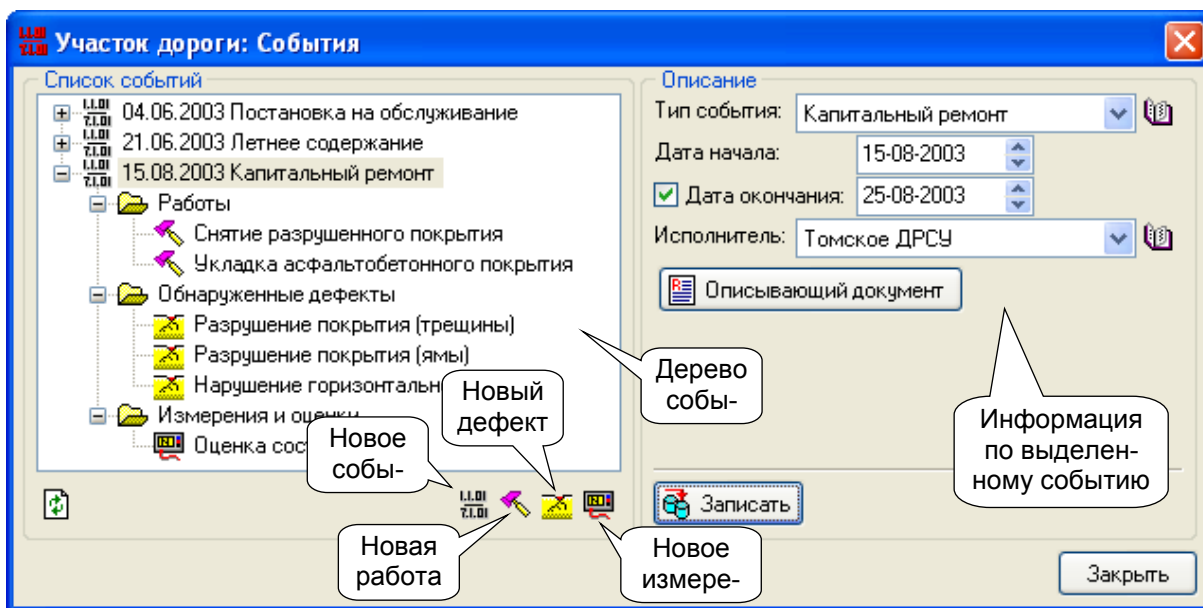 Участок дороги: События
Список событий
04.06.2003 Постановка на обслуживание
21.06.2003 Летнее содержание
15.08.2003 Капитальный ремонт
Работы
Снятие разрушенного покрытия
Укладка асфальтобетонного покрытия
Обнаруженные дефекты
Разрушение покрытия (трещины)
Разрушение покрытия (ямы)
Нарушение
Измерения и
Оценка
Описание
Тип события: Капитальный ремонт
Дата начала: 15-08-2003
Дата окончания: 25-08-2003
Исполнитель: Томское ДРСУ
Описывающий документ
Дерево
собы-
Новый
дефект
Новое
собы-
Информация
по выделен-
ному событию
Новая
работа
Новое
измере-
Записать
Закрыть